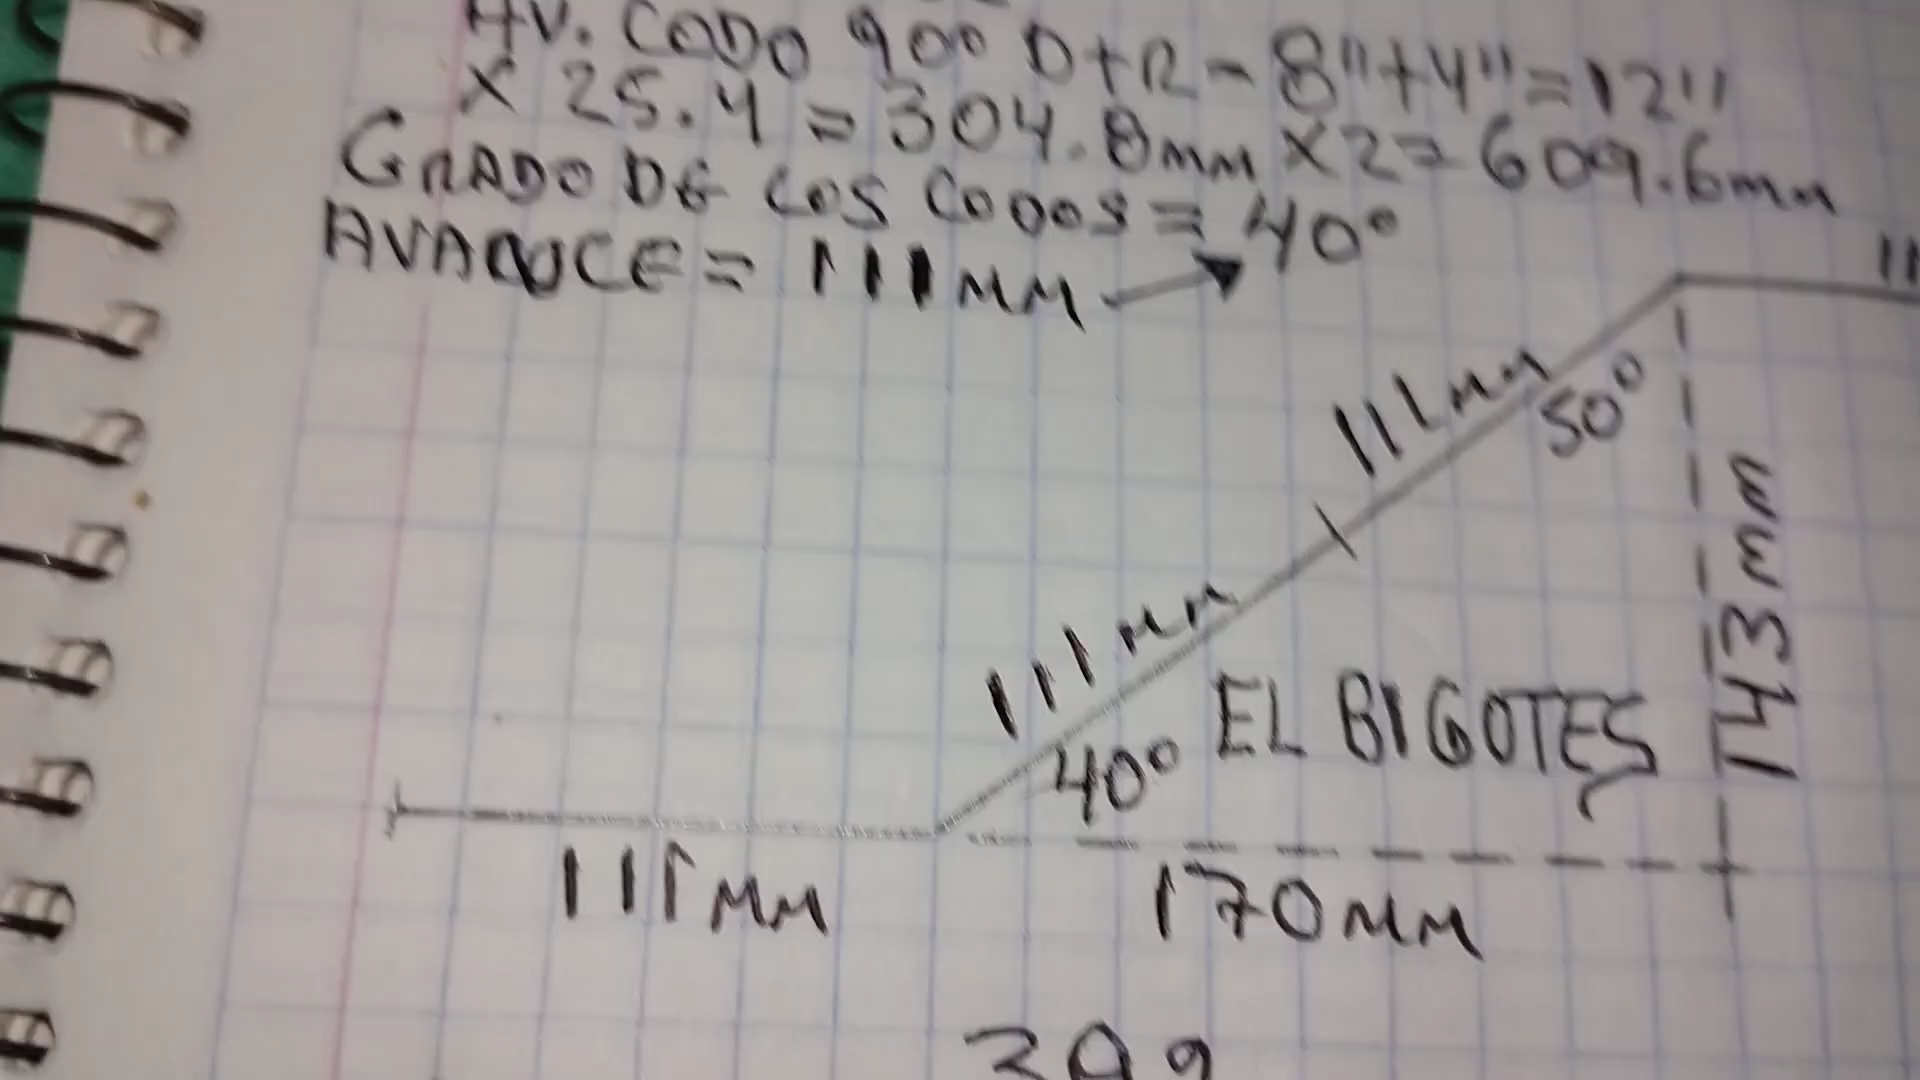 AV. CODO 90° D+R - 8"+4"=12"
X 25.4 = 304.8mm X2= 609.6mm
GRADO DE LOS CODOS = 40°
AVANCE = 111MM
11
111MM
50°
143mm
111MM
40°
EL BIGOTES
111MM
170MM